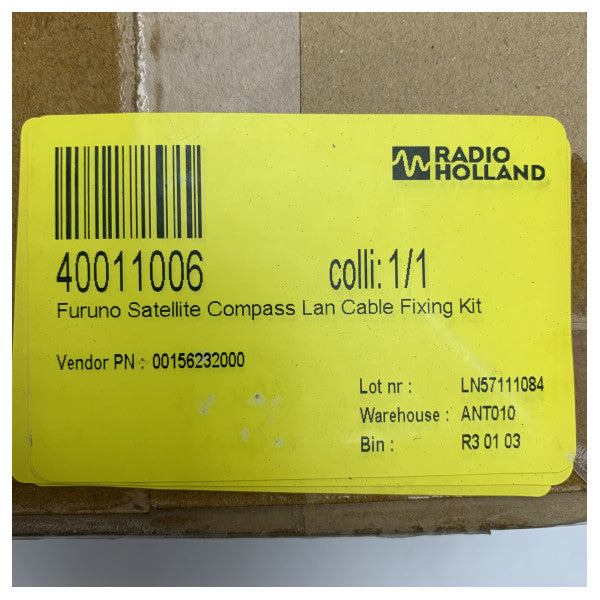 RADIO
HOLLAND
40011006 colli: 1/1
Furuno Satellite Compass Lan Cable Fixing Kit
Vendor PN : 00156232000
Lot nr : LN57111084
Warehouse : ANT010
Bin : R3 01 03